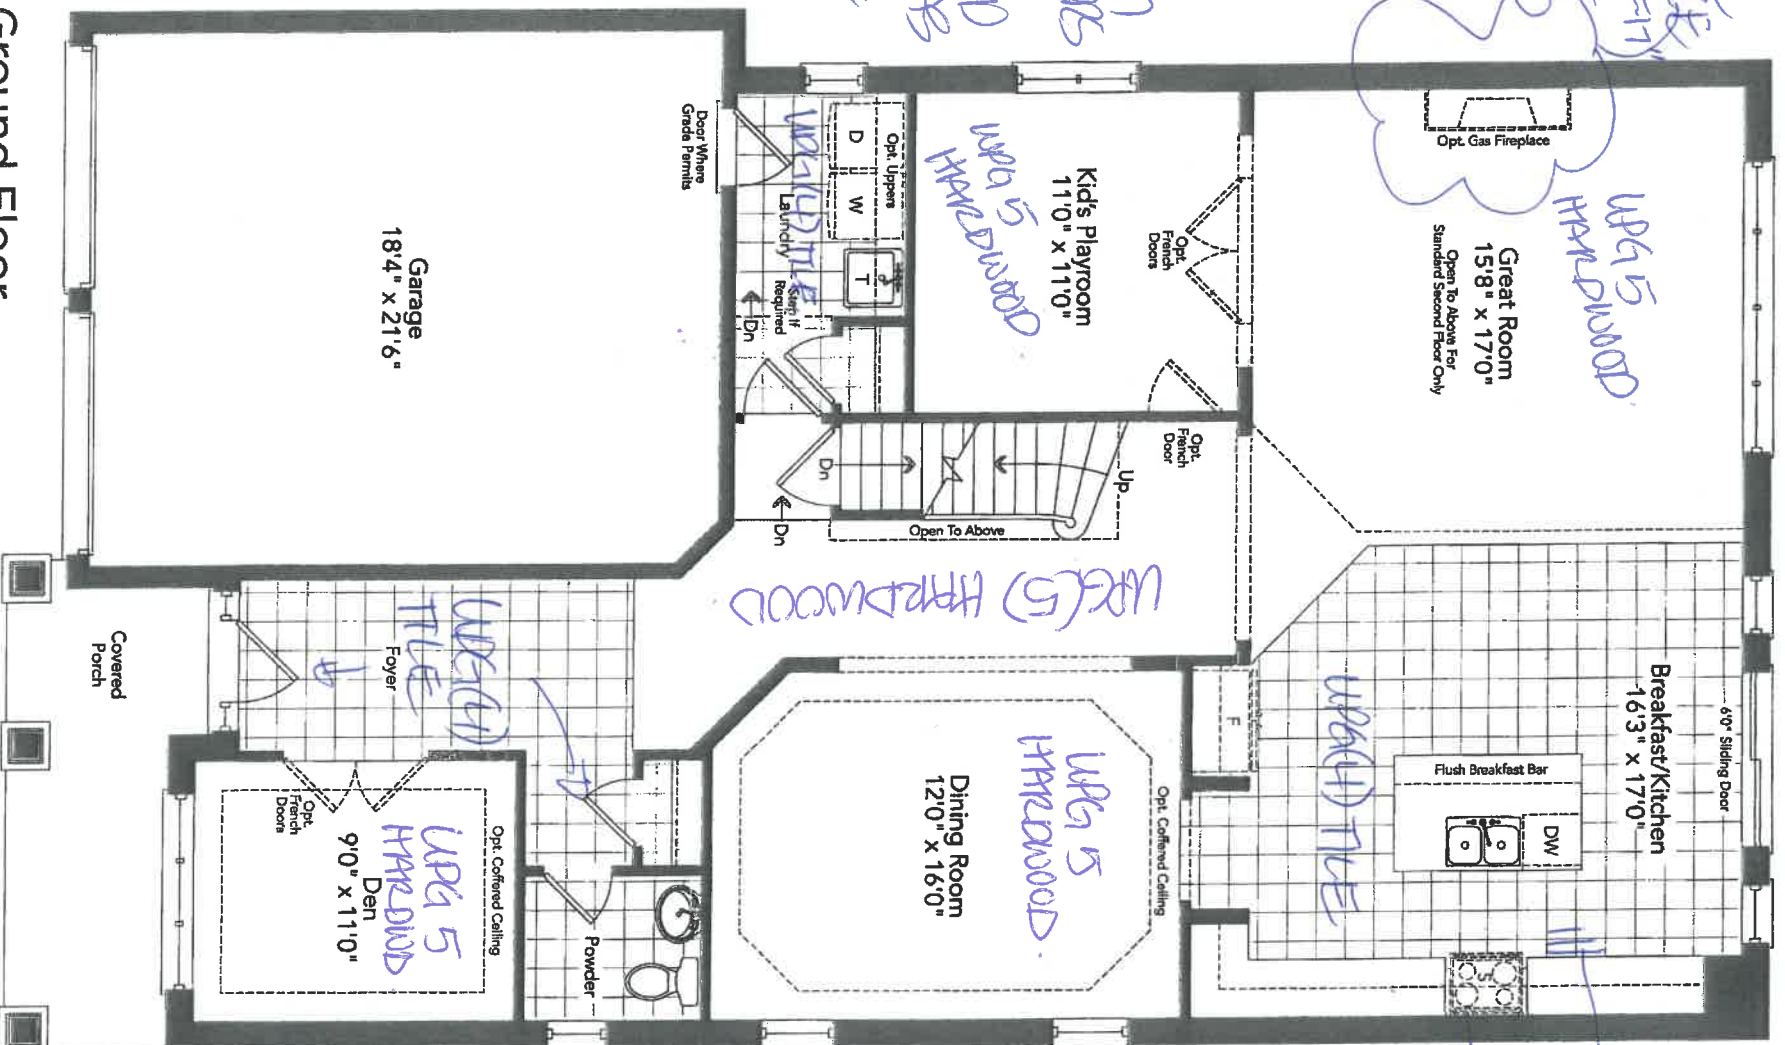 Ground Floor
Garage
18'4" x 21'6"
Door Where
Grade Permits
Opt. Uppers
D
W
T
Laundry
UPG(4) TILE
Step If
Required
Dn
Kid's Playroom
11'0" x 11'0"
UPG 5
HARDWOOD
Opt.
French
Doors
Opt.
French
Door
Opt. Gas Fireplace
Great Room
15'8" x 17'0"
Open To Above For
Standard Second Floor Only
UPG 5
HARDWOOD
Up
Dn
Dn
Open To Above
UPG(5) HARDWOOD
Breakfast/Kitchen
16'3" x 17'0"
6'0" Sliding Door
Flush Breakfast Bar
DW
UPG(4) TILE
F
S
Opt. Coffered Ceiling
Dining Room
12'0" x 16'0"
UPG 5
HARDWOOD
Foyer
UPG(4)
TILE
Covered
Porch
Opt.
French
Doors
Opt. Coffered Ceiling
Den
9'0" x 11'0"
UPG 5
HARDWD
Powder